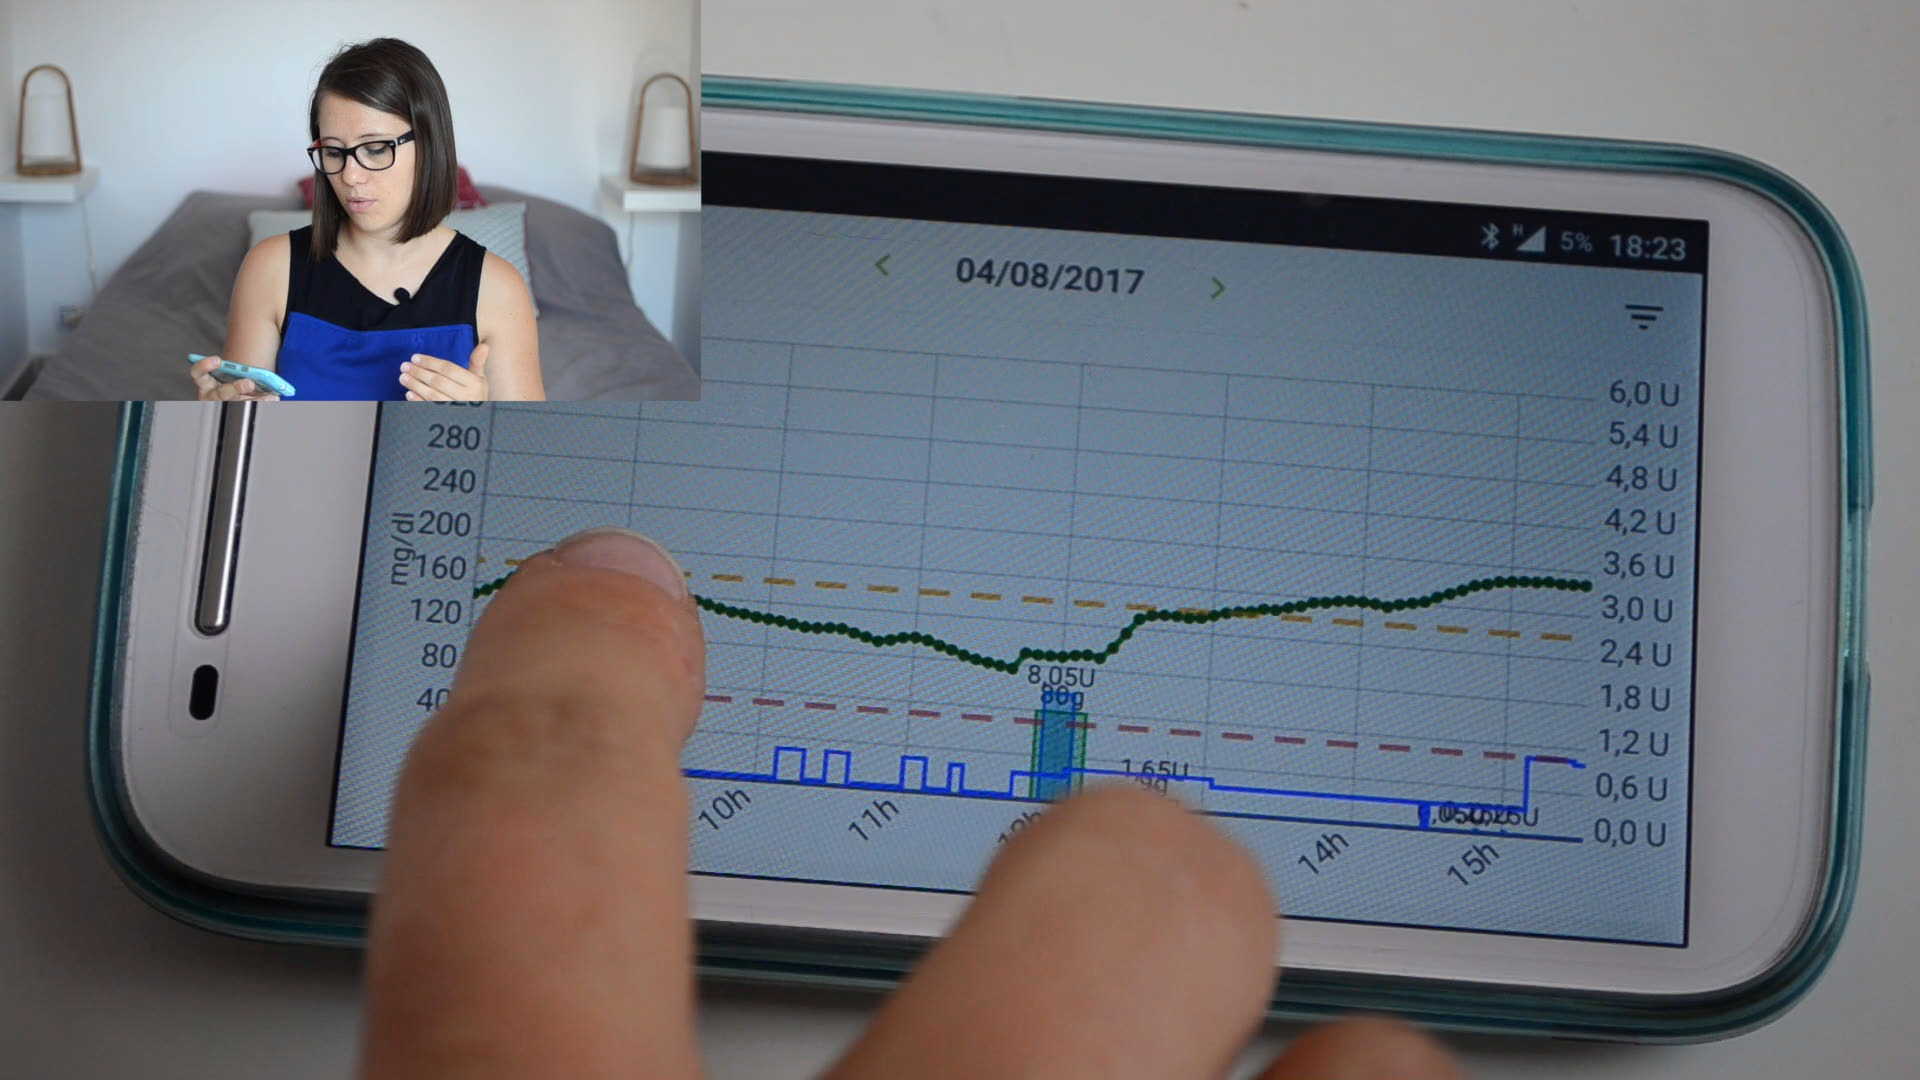 H 5% 18:23
04/08/2017
6,0 U
5,4 U
280
4,8 U
240
4,2 U
200
mg/dl
3,6 U
160
3,0 U
120
2,4 U
80
8,05U
80g
1,8 U
40
1,2 U
1,65U
0,6 U
0,0 U
10h
11h
14h
15h